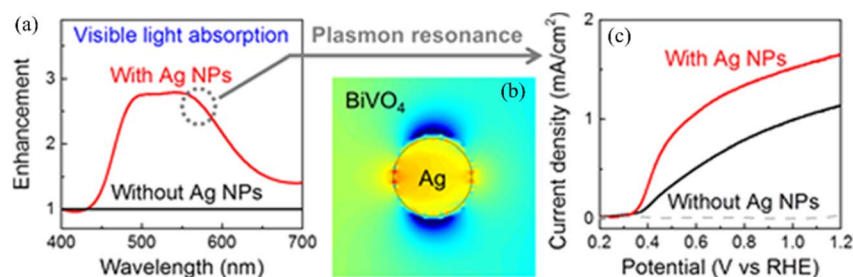 (a)
Visible light absorption
With Ag NPs
Without Ag NPs
Enhancement
3
2
1
400 500 600 700
Wavelength (nm)
Plasmon resonance
BiVO4
(b)
Ag
(c)
With Ag NPs
Without Ag NPs
Current density (mA/cm²)
2
1
0
0.2 0.4 0.6 0.8 1.0 1.2
Potential (V vs RHE)